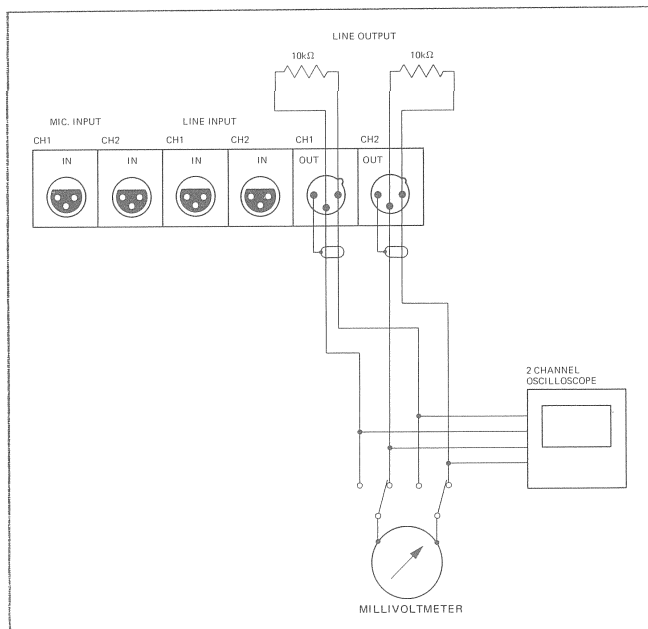 LINE OUTPUT
10kΩ 10kΩ
MIC. INPUT LINE INPUT
CH1 CH2 CH1 CH2 CH1 CH2
IN IN IN IN OUT OUT
2 CHANNEL
OSCILLOSCOPE
MILLIVOLTMETER